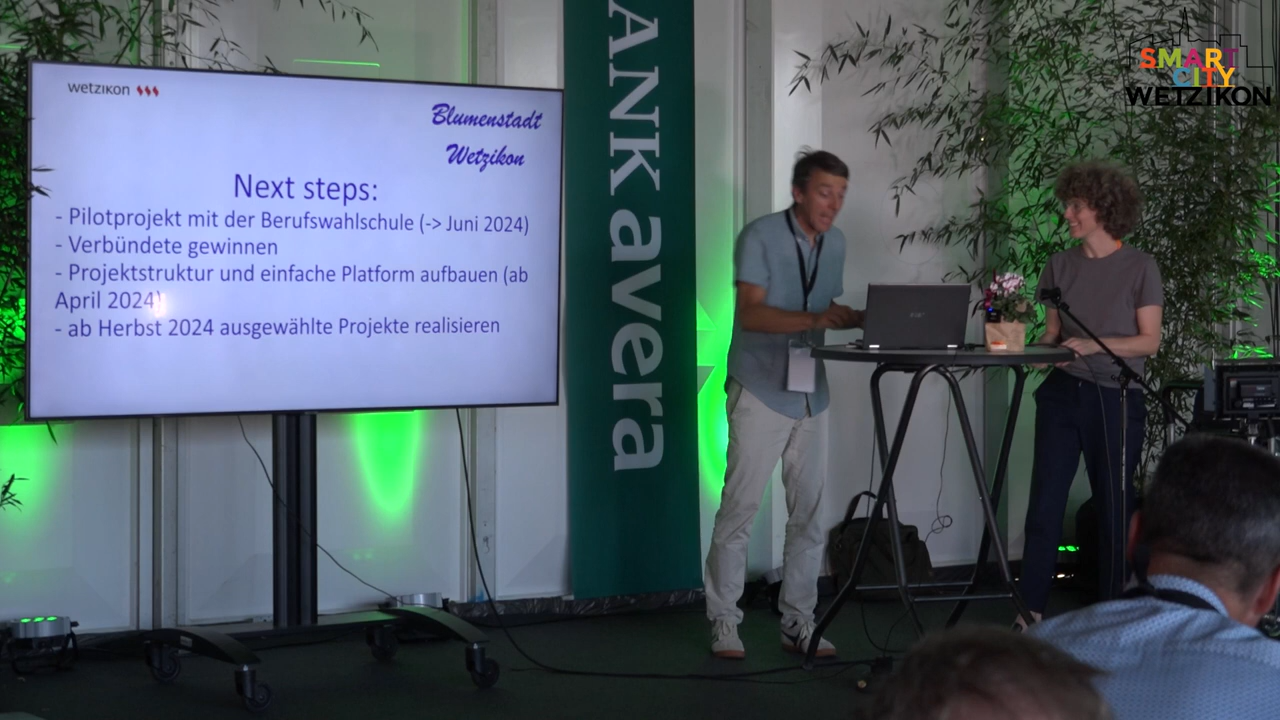 wetzikon
Blumenstadt
Wetzikon
Next steps:
- Pilotprojekt mit der Berufswahlschule (-> Juni 2024)
- Verbündete gewinnen
- Projektstruktur und einfache Platform aufbauen (ab
April 2024)
- ab Herbst 2024 ausgewählte Projekte realisieren
ANK avera
SMART
CITY
WETZIKON
acer